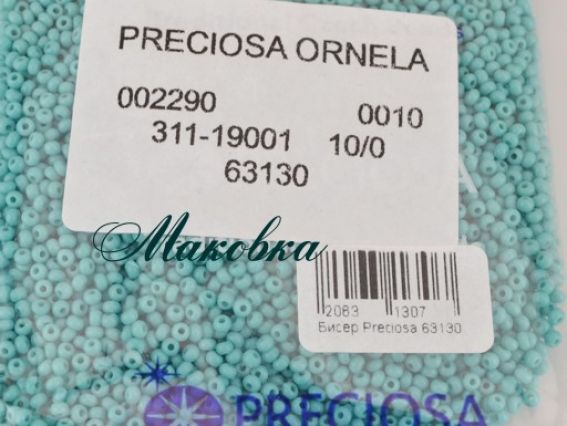 PRECIOSA ORNELA
002290 0010
311-19001 10/0
63130
Маковка
2083 1307
Бисер Preciosa 63130
PRECIOSA